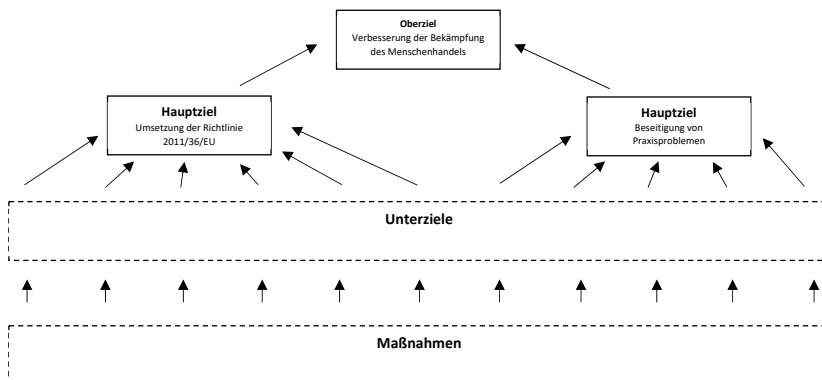 Oberziel
Verbesserung der Bekämpfung
des Menschenhandels
Hauptziel
Umsetzung der Richtlinie
2011/36/EU
Hauptziel
Beseitigung von
Praxisproblemen
Unterziele
Maßnahmen